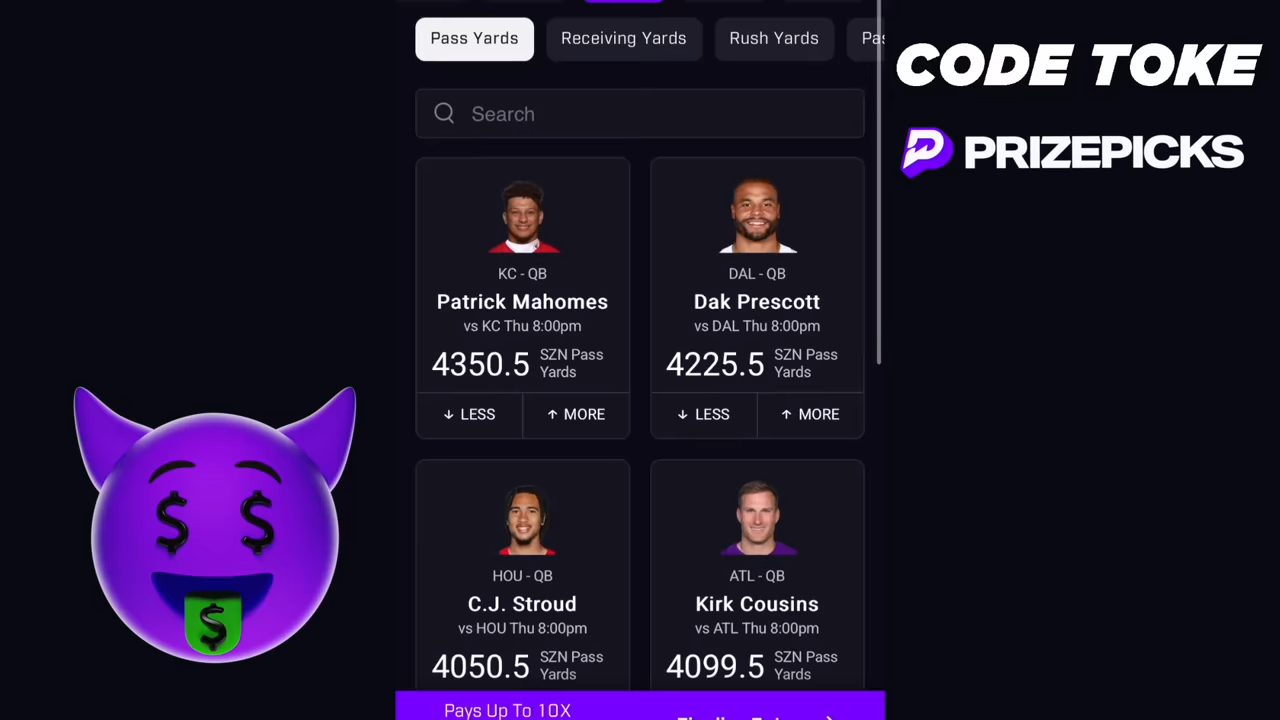 Pass Yards
Receiving Yards
Rush Yards
Search
KC - QB
Patrick Mahomes
vs KC Thu 8:00pm
4350.5 SZN Pass
Yards
↓ LESS
↑ MORE
DAL - QB
Dak Prescott
vs DAL Thu 8:00pm
4225.5 SZN Pass
Yards
↓ LESS
↑ MORE
HOU - QB
C.J. Stroud
vs HOU Thu 8:00pm
4050.5 SZN Pass
Yards
ATL - QB
Kirk Cousins
vs ATL Thu 8:00pm
4099.5 SZN Pass
Yards
Pays Up To 10X
CODE TOKE
PRIZEPICKS
$ $
$